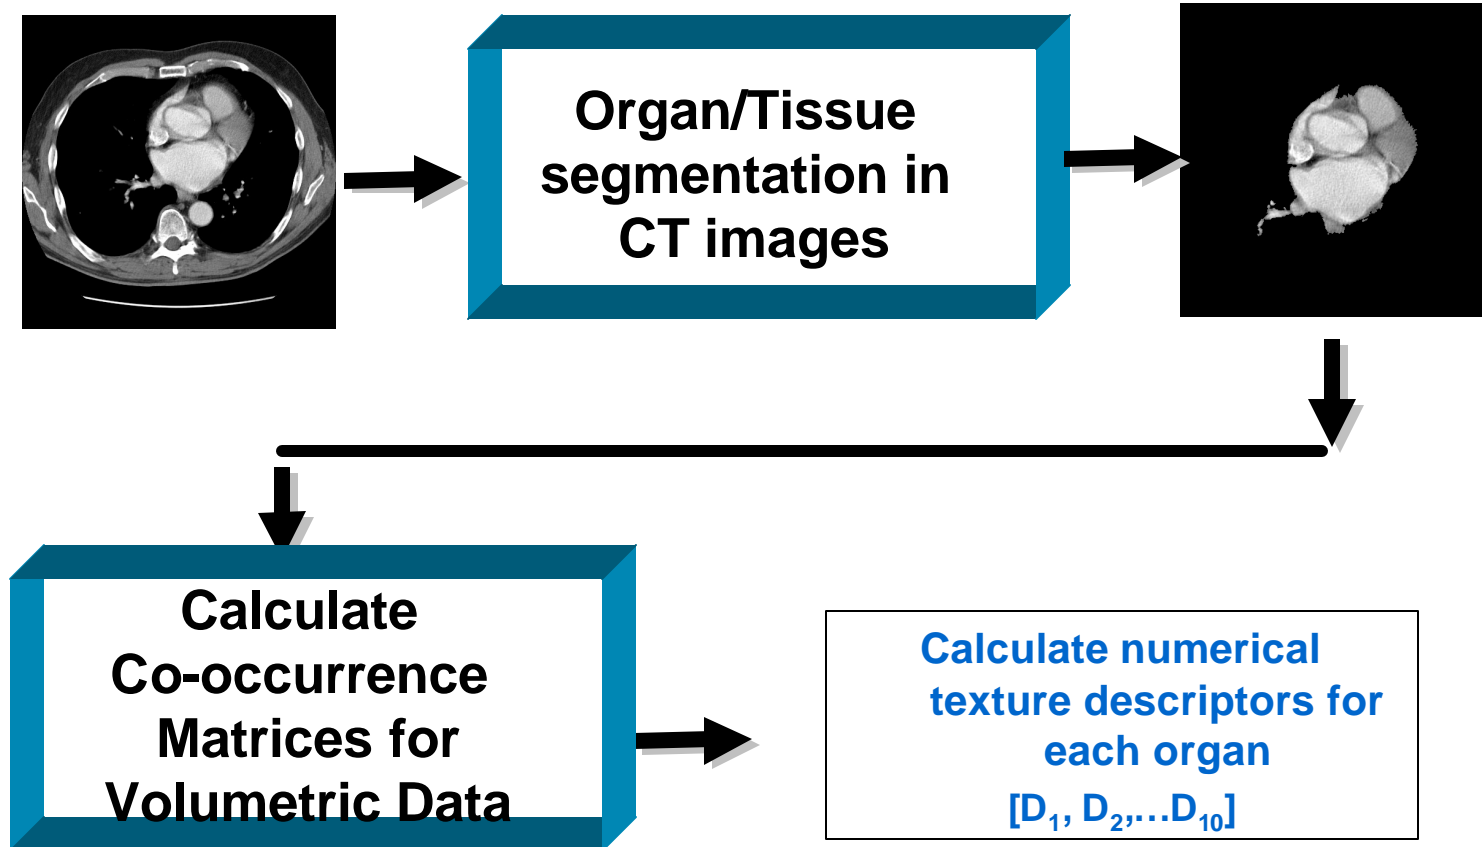 Organ/Tissue
segmentation in
CT images
Calculate
Co-occurrence
Matrices for
Volumetric Data
Calculate numerical
texture descriptors for
each organ
[D1, D2,…D10]